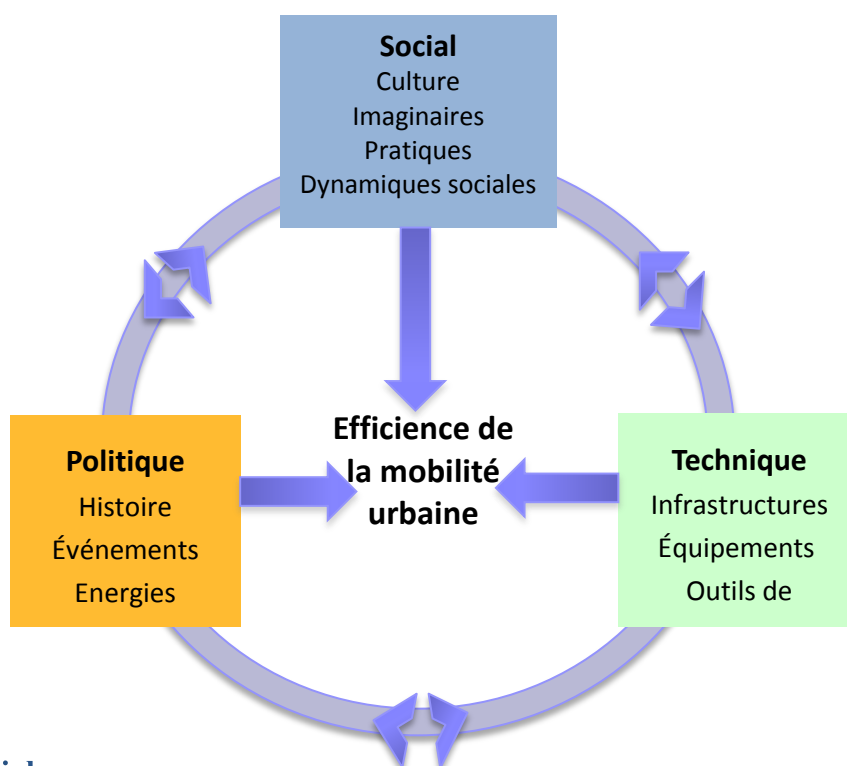 Social
Culture
Imaginaires
Pratiques
Dynamiques sociales
Efficience de
la mobilité
urbaine
Politique
Histoire
Événements
Energies
Technique
Infrastructures
Équipements
Outils de